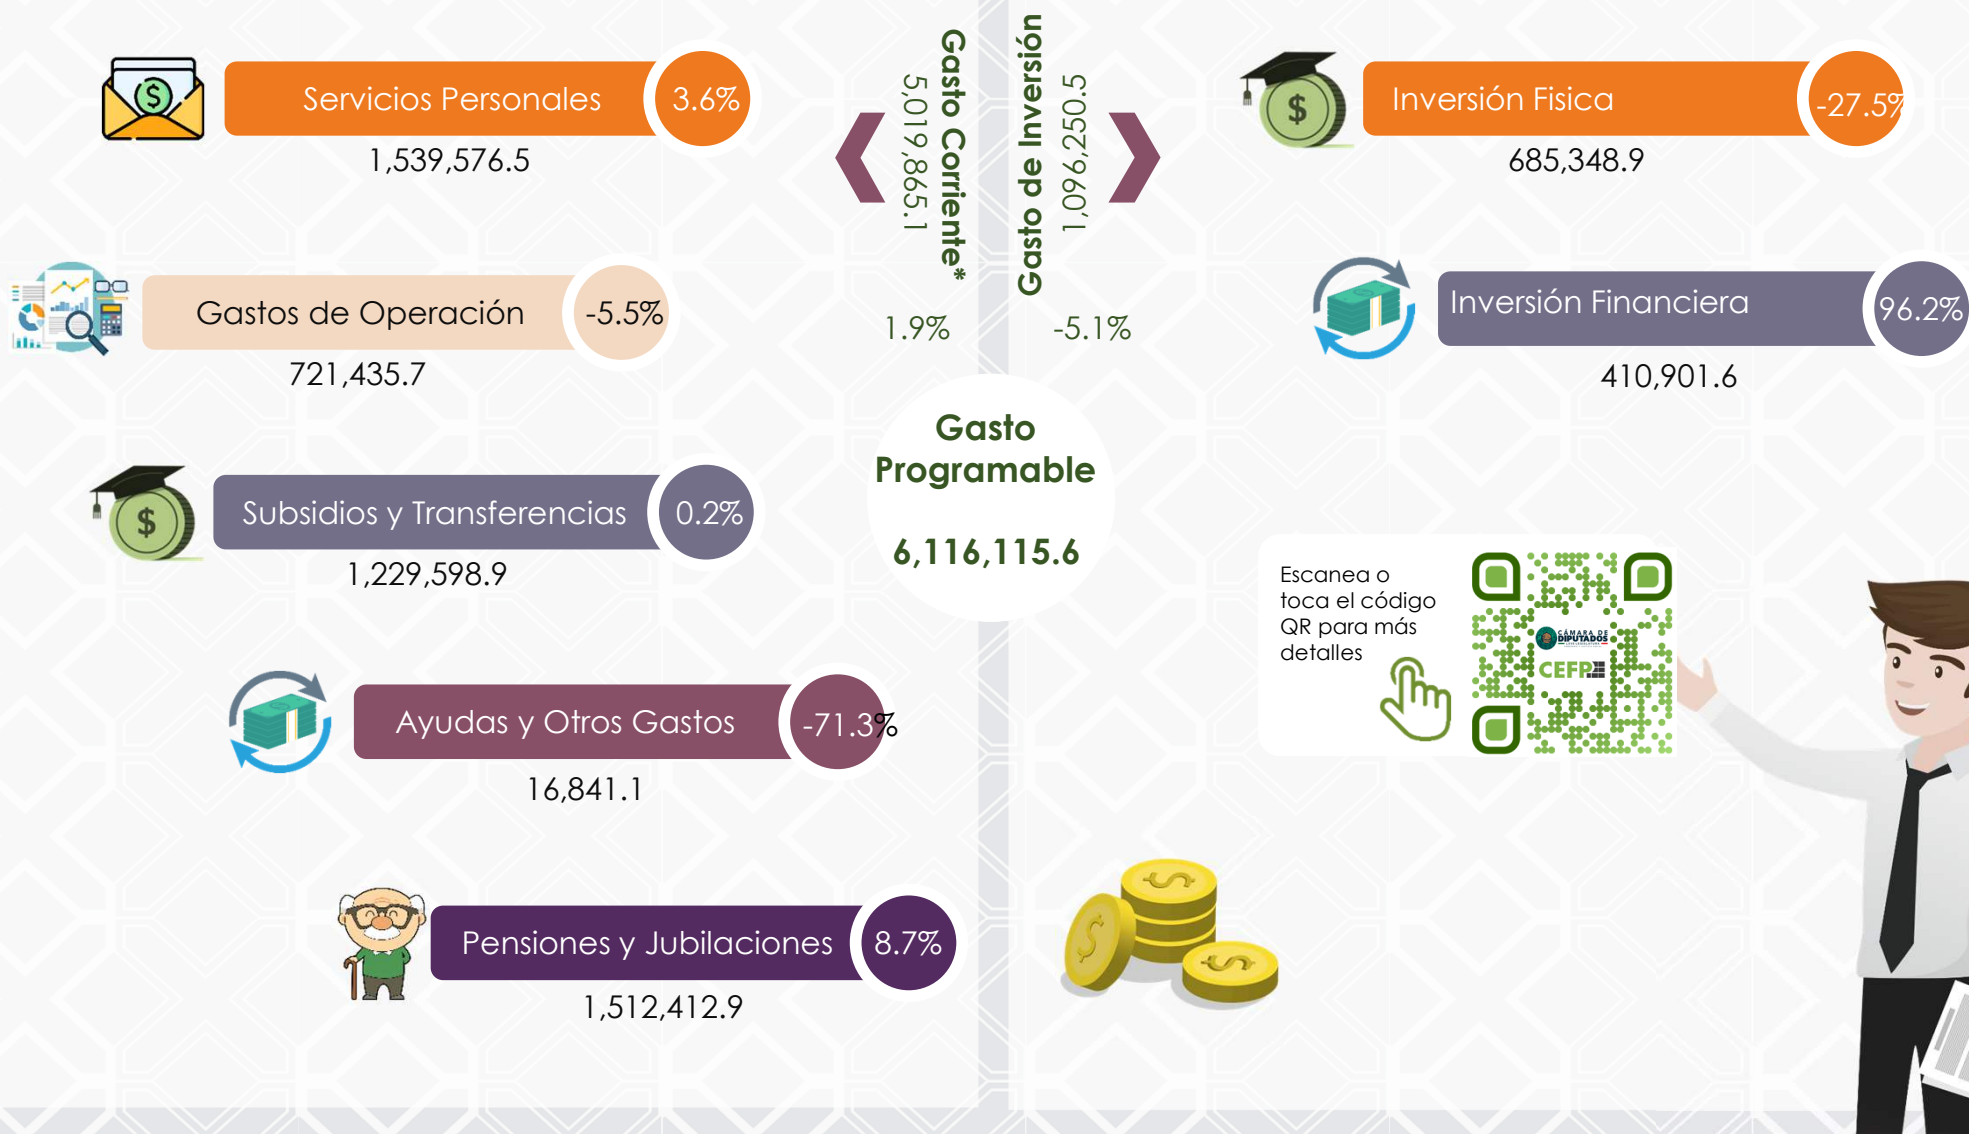 Servicios Personales
3.6%
1,539,576.5
Gastos de Operación
-5.5%
721,435.7
Subsidios y Transferencias
0.2%
1,229,598.9
Ayudas y Otros Gastos
-71.3%
16,841.1
Pensiones y Jubilaciones
8.7%
1,512,412.9
Gasto Corriente*
5,019,865.1
1.9%
Gasto de Inversión
1,096,250.5
-5.1%
Gasto
Programable
6,116,115.6
Inversión Fisica
-27.5%
685,348.9
Inversión Financiera
96.2%
410,901.6
Escanea o
toca el código
QR para más
detalles
CÁMARA DE
DIPUTADOS
CEFP